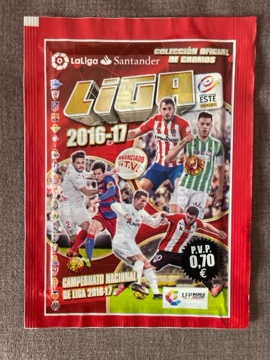 LaLiga Santander
COLECCIÓN OFICIAL
DE CROMOS
LiGA
ESTE
2016-17
ANUNCIADO
EN T.V.
P.V.P.
0,70
€
CAMPEONATO NACIONAL
DE LIGA 2016-17
LFP